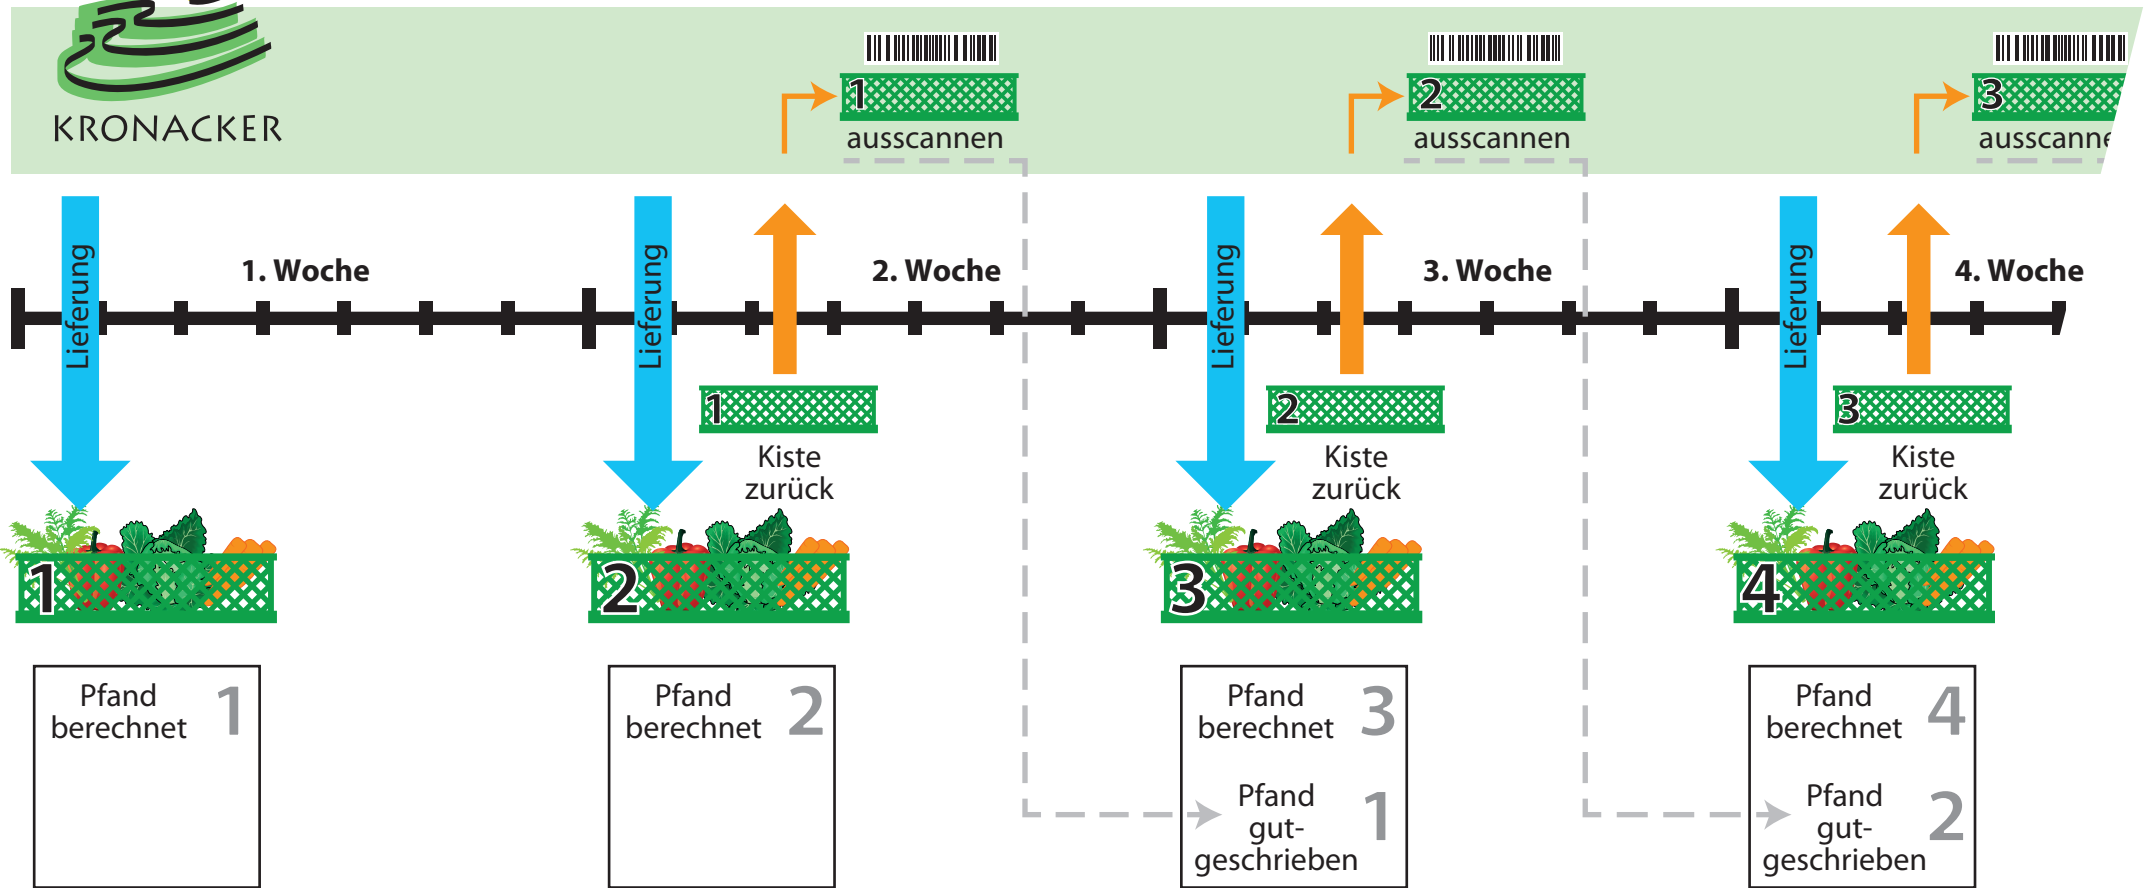 KRONACKER
1
ausscannen
2
ausscannen
3
ausscanne
Lieferung
1. Woche
Lieferung
2. Woche
Lieferung
3. Woche
Lieferung
4. Woche
1
Kiste
zurück
2
Kiste
zurück
3
Kiste
zurück
1
2
3
4
Pfand
berechnet 1
Pfand
berechnet 2
Pfand
berechnet 3
Pfand
gut-
geschrieben 1
Pfand
berechnet 4
Pfand
gut-
geschrieben 2